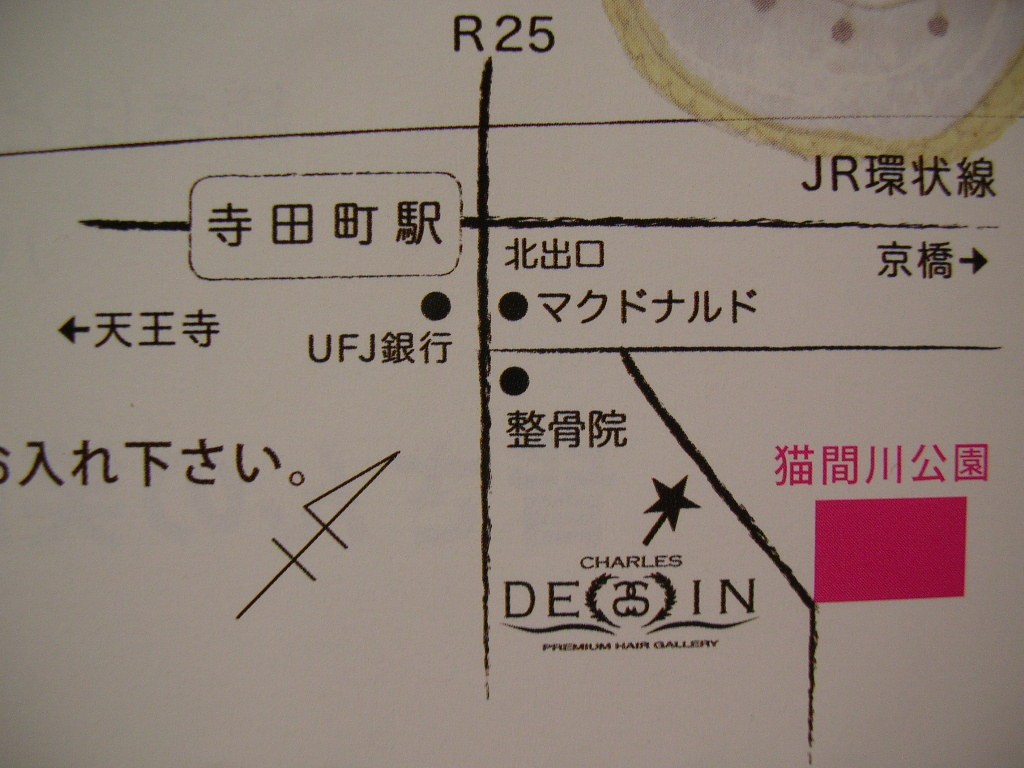 R25
JR環状線
寺田町駅
北出口
京橋→
●マクドナルド
←天王寺
UFJ銀行
整骨院
お入れ下さい。
猫間川公園
CHARLES
DESSIN
PREMIUM HAIR GALLERY